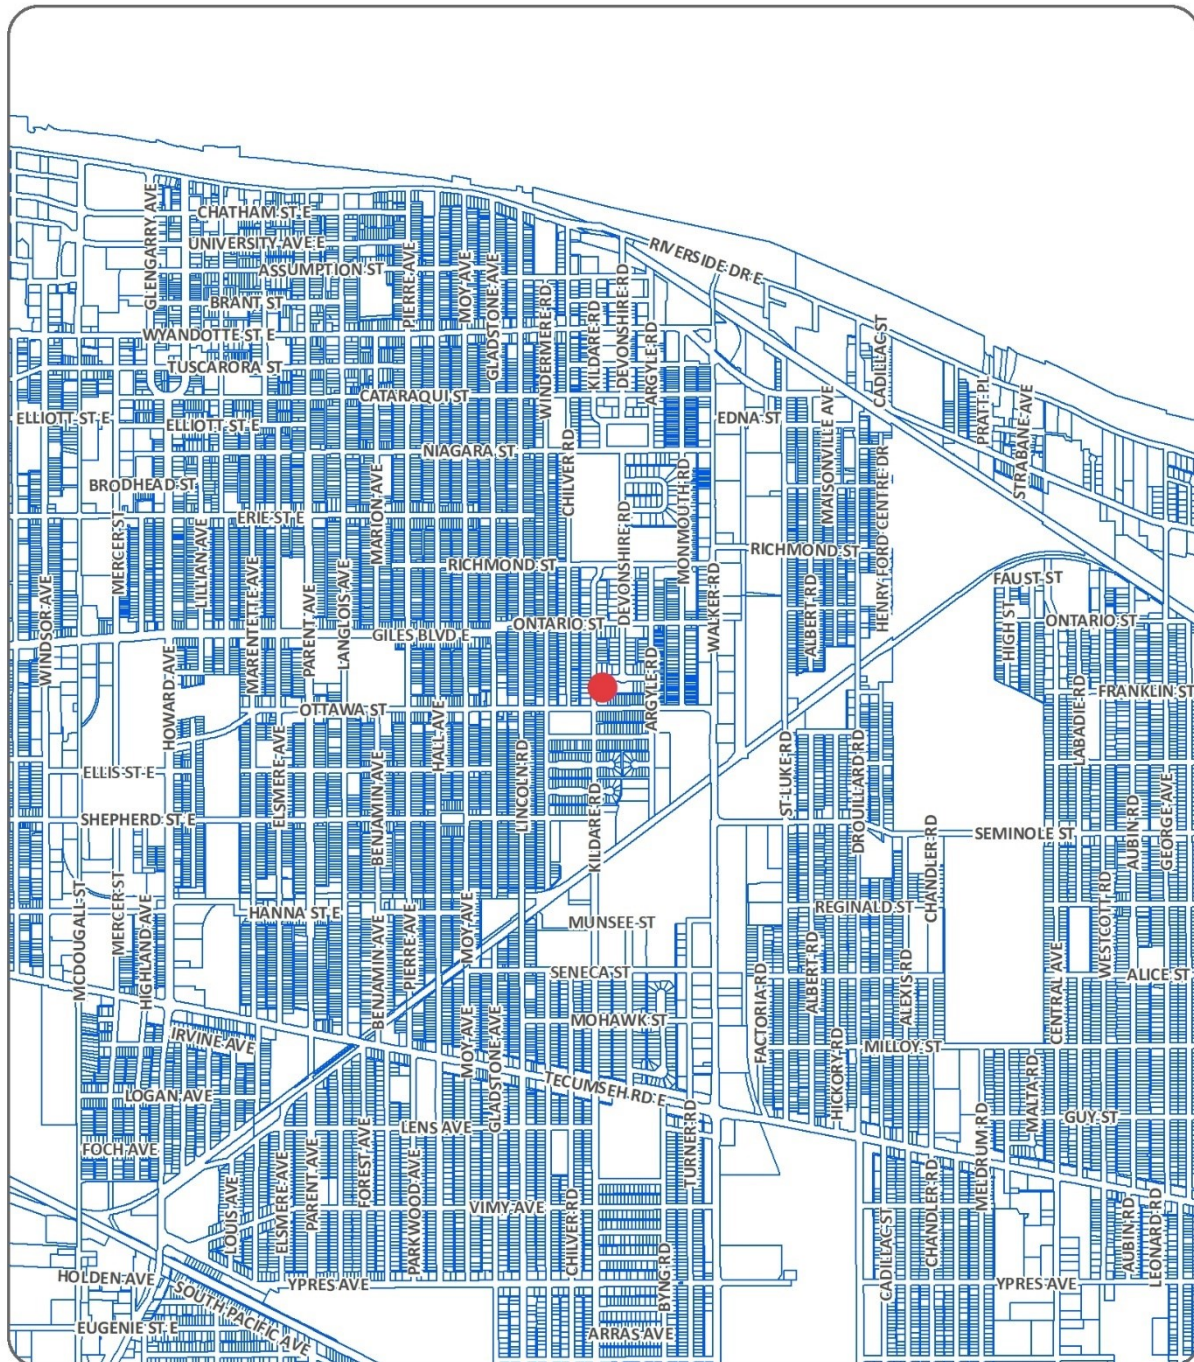 GLENGARRY AVE
CHATHAM ST E
UNIVERSITY AVE E
ASSUMPTION ST
BRANT ST
WYANDOTTE ST E
TUSCARORA ST
CATARAQUI ST
PIERRE AVE
MOY AVE
GLADSTONE AVE
WINDERMERE RD
KILDARE RD
DEVONSHIRE RD
ARGYLE RD
RIVERSIDE DR E
CADILLAC ST
PRATT PL
STRABANE AVE
ELLIOTT ST E
ELLIOTT ST E
EDNA ST
MAISONVILLE AVE
NIAGARA ST
CHILVER RD
BRODHEAD ST
MARION AVE
MONMOUTH RD
HENRY FORD CENTRE DR
MERCER ST
ERIE ST E
LILLIAN AVE
DEVONSHIRE RD
RICHMOND ST
RICHMOND ST
WINDSOR AVE
MARENTETTE AVE
PARENT AVE
LANGLOIS AVE
WALKER RD
ALBERT RD
FAUST ST
HIGH ST
ONTARIO ST
GILES BLVD E
ONTARIO ST
HOWARD AVE
ARGYLE RD
LABADIE RD
FRANKLIN ST
OTTAWA ST
ELSMERE AVE
HALL AVE
BENJAMIN AVE
LINCOLN RD
ST LUKE RD
DROUILLARD RD
ELLIS ST E
KILDARE RD
CHANDLER RD
AUBIN RD
GEORGE AVE
SHEPHERD ST E
SEMINOLE ST
MCDOUGALL ST
MERCER ST
HIGHLAND AVE
HANNA ST E
BENJAMIN AVE
PIERRE AVE
MOY AVE
MUNSEE ST
REGINALD ST
WESTCOTT RD
SENECA ST
FACTORIA RD
ALBERT RD
ALEXIS RD
CENTRAL AVE
ALICE ST
IRVINE AVE
MOY AVE
GLADSTONE AVE
MOHAWK ST
HICKORY RD
MILLOY ST
MALTA RD
LOGAN AVE
TECUMSEH RD E
TURNER RD
MELDRUM RD
GUY ST
FOCH AVE
LENS AVE
LOUIS AVE
ELSMERE AVE
PARENT AVE
FOREST AVE
PARKWOOD AVE
VIMY AVE
CHILVER RD
BYNG RD
CADILLAC ST
CHANDLER RD
AUBIN RD
LEONARD RD
HOLDEN AVE
SOUTH PACIFIC AVE
YPRES AVE
YPRES AVE
EUGENIE ST E
ARRAS AVE